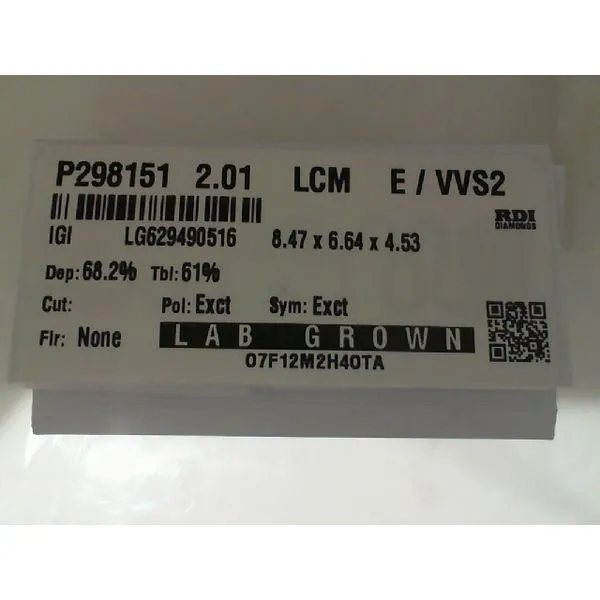 P298151 2.01 LCM E / VVS2
RDI
DIAMONDS
IGI LG629490516 8.47 x 6.64 x 4.53
Dep: 68.2% Tbl: 61%
Cut: Pol: Exct Sym: Exct
Flr: None LAB GROWN
07F12M2H40TA